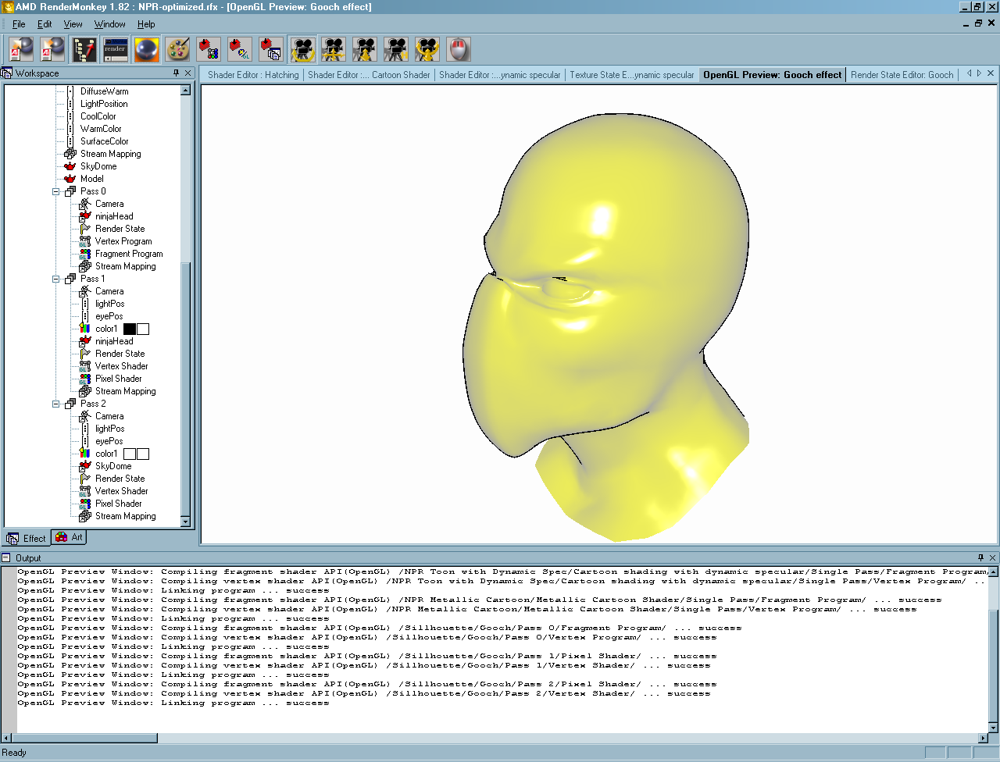 AMD RenderMonkey 1.82 : NPR-optimized.rfx - [OpenGL Preview: Gooch effect]
File Edit View Window Help
render
Workspace
Shader Editor : Hatching
Shader Editor :... Cartoon Shader
Shader Editor :...ynamic specular
Texture State E...ynamic specular
OpenGL Preview: Gooch effect
Render State Editor: Gooch
DiffuseWarm
LightPosition
CoolColor
WarmColor
SurfaceColor
Stream Mapping
SkyDome
Model
Pass 0
Camera
ninjaHead
Render State
Vertex Program
Fragment Program
Stream Mapping
Pass 1
Camera
lightPos
eyePos
color1
ninjaHead
Render State
Vertex Shader
Pixel Shader
Stream Mapping
Pass 2
Camera
lightPos
eyePos
color1
SkyDome
Render State
Vertex Shader
Pixel Shader
Stream Mapping
Effect
Art
Output
OpenGL Preview Window: Compiling fragment shader API(OpenGL) /NPR Toon with Dynamic Spec/Cartoon shading with dynamic specular/Single Pass/Fragment Program
OpenGL Preview Window: Compiling vertex shader API(OpenGL) /NPR Toon with Dynamic Spec/Cartoon shading with dynamic specular/Single Pass/Vertex Program/ ...
OpenGL Preview Window: Linking program ... success
OpenGL Preview Window: Compiling fragment shader API(OpenGL) /NPR Metallic Cartoon/Metallic Cartoon Shader/Single Pass/Fragment Program/ ... success
OpenGL Preview Window: Compiling vertex shader API(OpenGL) /NPR Metallic Cartoon/Metallic Cartoon Shader/Single Pass/Vertex Program/ ... success
OpenGL Preview Window: Linking program ... success
OpenGL Preview Window: Compiling fragment shader API(OpenGL) /Sillhouette/Gooch/Pass 0/Fragment Program/ ... success
OpenGL Preview Window: Compiling vertex shader API(OpenGL) /Sillhouette/Gooch/Pass 0/Vertex Program/ ... success
OpenGL Preview Window: Linking program ... success
OpenGL Preview Window: Compiling fragment shader API(OpenGL) /Sillhouette/Gooch/Pass 1/Pixel Shader/ ... success
OpenGL Preview Window: Compiling vertex shader API(OpenGL) /Sillhouette/Gooch/Pass 1/Vertex Shader/ ... success
OpenGL Preview Window: Linking program ... success
OpenGL Preview Window: Compiling fragment shader API(OpenGL) /Sillhouette/Gooch/Pass 2/Pixel Shader/ ... success
OpenGL Preview Window: Compiling vertex shader API(OpenGL) /Sillhouette/Gooch/Pass 2/Vertex Shader/ ... success
OpenGL Preview Window: Linking program ... success
Ready